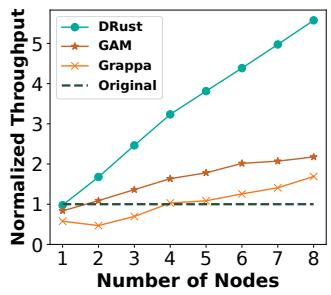 DRust
GAM
Grappa
Original
Normalized Throughput
5
4
3
2
1
0
1 2 3 4 5 6 7 8
Number of Nodes